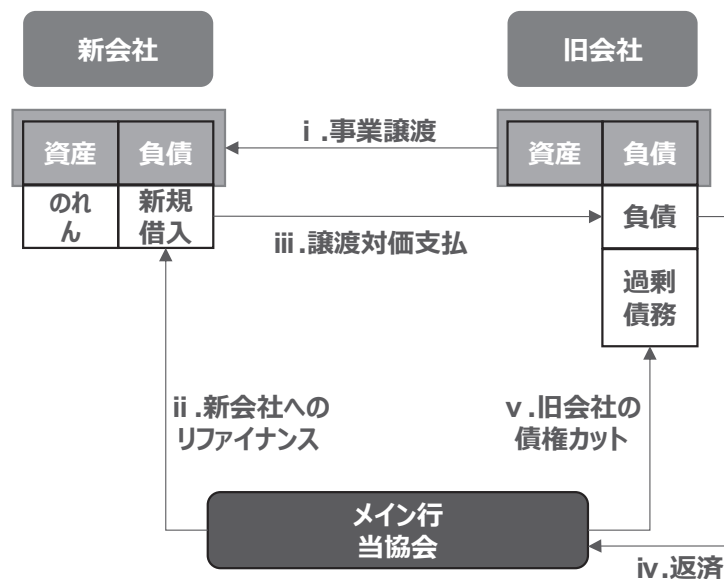 新会社
旧会社
資産
負債
ⅰ.事業譲渡
資産
負債
のれ
ん
新規
借入
ⅲ.譲渡対価支払
負債
過剰
債務
ⅱ.新会社への
リファイナンス
ⅴ.旧会社の
債権カット
メイン行
当協会
ⅳ.返済